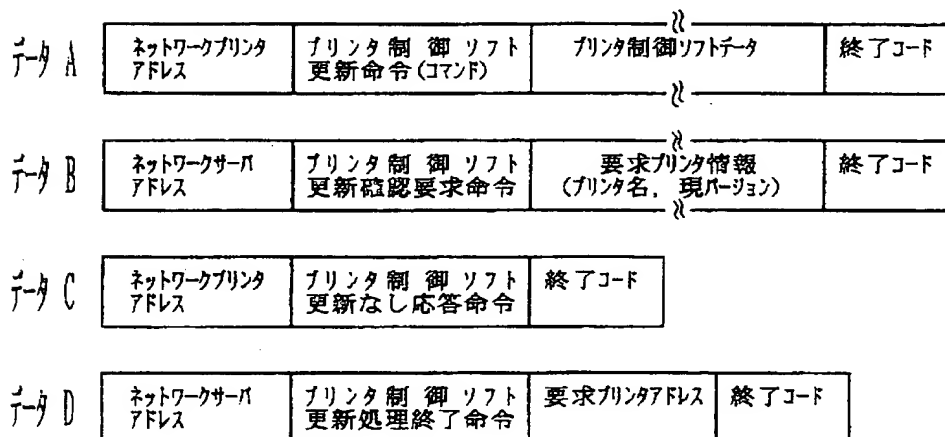 データ A
ネットワークプリンタ
アドレス
プリンタ制御ソフト
更新命令(コマンド)
プリンタ制御ソフトデータ
終了コード
データ B
ネットワークサーバ
アドレス
プリンタ制御ソフト
更新確認要求命令
要求プリンタ情報
(プリンタ名, 現バージョン)
終了コード
データ C
ネットワークプリンタ
アドレス
プリンタ制御ソフト
更新なし応答命令
終了コード
データ D
ネットワークサーバ
アドレス
プリンタ制御ソフト
更新処理終了命令
要求プリンタアドレス
終了コード